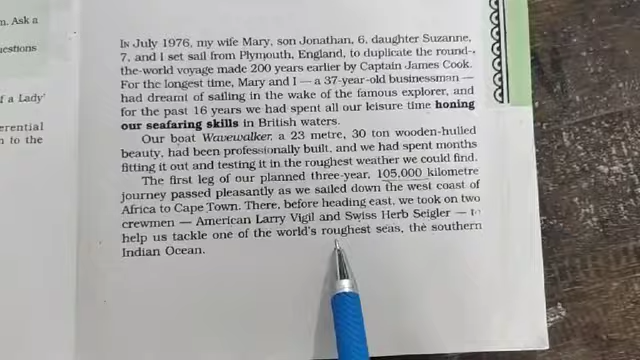 n. Ask a
uestions
f a Lady'
erential
n to the
In July 1976, my wife Mary, son Jonathan, 6, daughter Suzanne,
7, and I set sail from Plymouth, England, to duplicate the round-
the-world voyage made 200 years earlier by Captain James Cook.
For the longest time, Mary and I — a 37-year-old businessman —
had dreamt of sailing in the wake of the famous explorer, and
for the past 16 years we had spent all our leisure time honing
our seafaring skills in British waters.
Our boat Wavewalker, a 23 metre, 30 ton wooden-hulled
beauty, had been professionally built, and we had spent months
fitting it out and testing it in the roughest weather we could find.
The first leg of our planned three-year, 105,000 kilometre
journey passed pleasantly as we sailed down the west coast of
Africa to Cape Town. There, before heading east, we took on two
crewmen — American Larry Vigil and Swiss Herb Seigler — to
help us tackle one of the world's roughest seas, the southern
Indian Ocean.